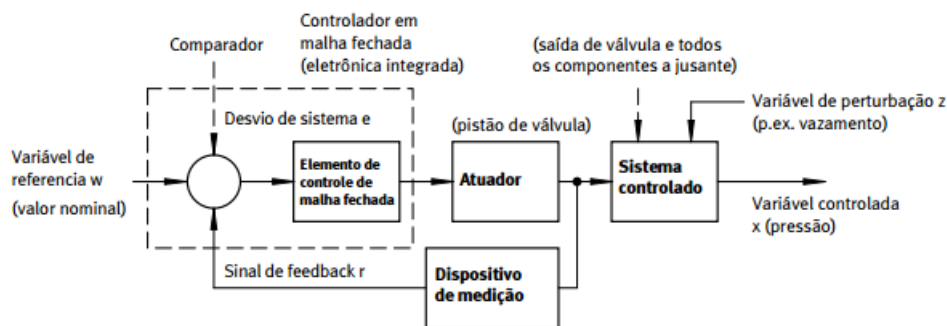 Comparador
Controlador em
malha fechada
(eletrônica integrada)
(saída de válvula e todos
os componentes a jusante)
Desvio de sistema e
(pistão de válvula)
Variável de perturbação z
(p.ex. vazamento)
Variável de
referencia w
(valor nominal)
Elemento de
controle de
malha fechada
Atuador
Sistema
controlado
Variável controlada
x (pressão)
Sinal de feedback r
Dispositivo
de medição